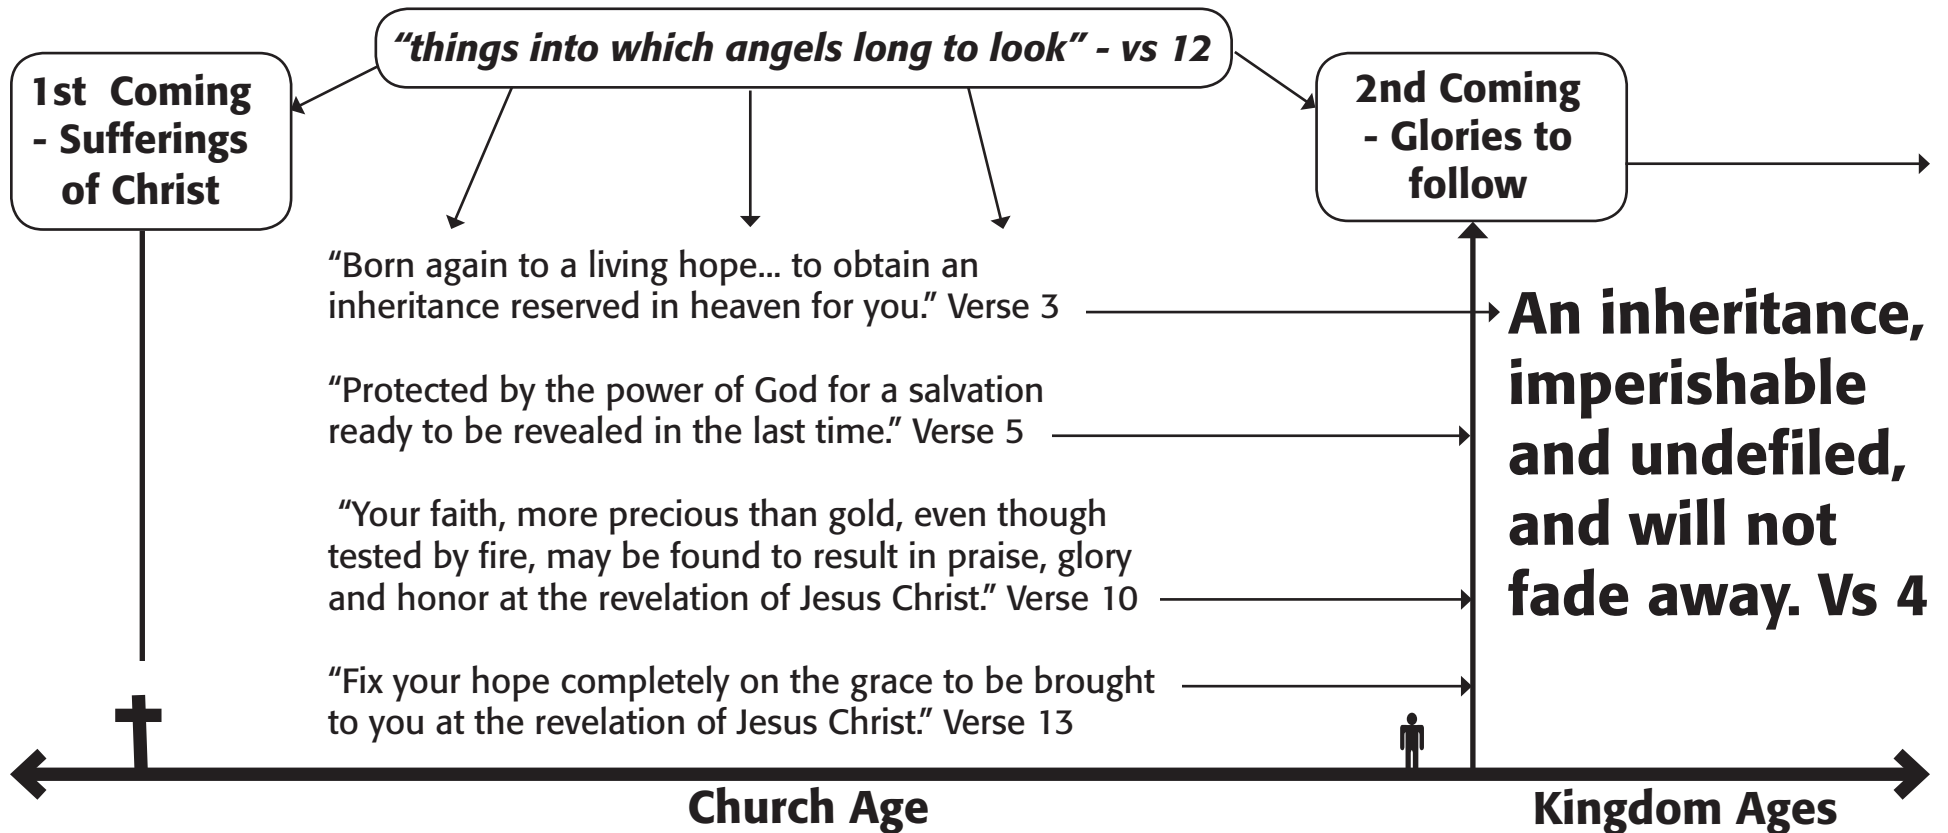 “things into which angels long to look” - vs 12
1st Coming
- Sufferings
of Christ
2nd Coming
- Glories to
follow
“Born again to a living hope... to obtain an
inheritance reserved in heaven for you.” Verse 3
“Protected by the power of God for a salvation
ready to be revealed in the last time.” Verse 5
“Your faith, more precious than gold, even though
tested by fire, may be found to result in praise, glory
and honor at the revelation of Jesus Christ.” Verse 10
“Fix your hope completely on the grace to be brought
to you at the revelation of Jesus Christ.” Verse 13
An inheritance,
imperishable
and undefiled,
and will not
fade away. Vs 4
Church Age
Kingdom Ages